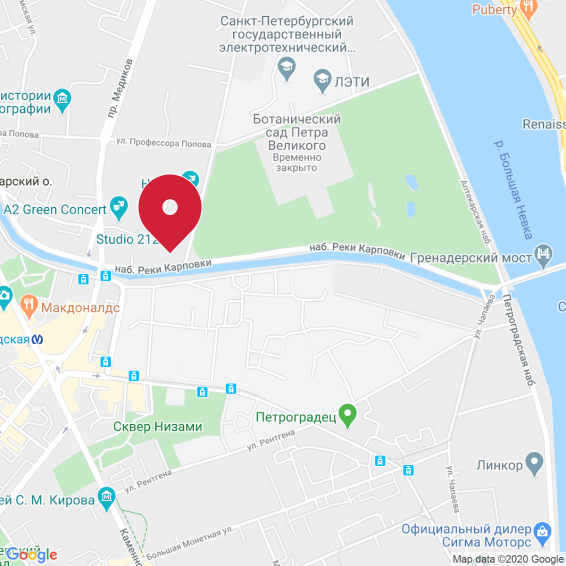 Puberty
Санкт-Петербургский
государственный
электротехнический...
ЛЭТИ
пр. Медиков
истории
ографии
ул. Профессора Попова
Ботанический
сад Петра
Великого
Временно
закрыто
Renaiss
р. Большая Невка
арский о.
A2 Green Concert
Studio 212
Аптекарская наб.
наб. Реки Карповки
наб. Реки Карповки
Гренадерский мост
Макдоналдс
ул. Чапаева
Петроградская наб.
дская
Петроградец
Сквер Низами
ул. Рентгена
ул. Рентгена
ул. Чапаева
Линкор
ей С. М. Кирова
Каменно
Большая Монетная ул.
Официальный дилер
Сигма Моторс
Google
Map data ©2020 Google